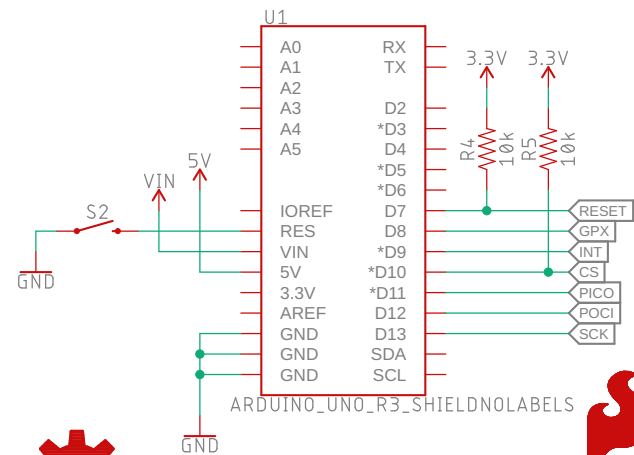 U1
A0
A1
A2
A3
A4
A5
IOREF
RES
VIN
5V
3.3V
AREF
GND
GND
GND
RX
TX
D2
*D3
D4
*D5
*D6
D7
D8
*D9
*D10
*D11
D12
D13
SDA
SCL
ARDUINO_UNO_R3_SHIELDNOLABELS
S2
GND
VIN
5V
GND
3.3V
3.3V
R4
10k
R5
10k
RESET
GPX
INT
CS
PICO
POCI
SCK